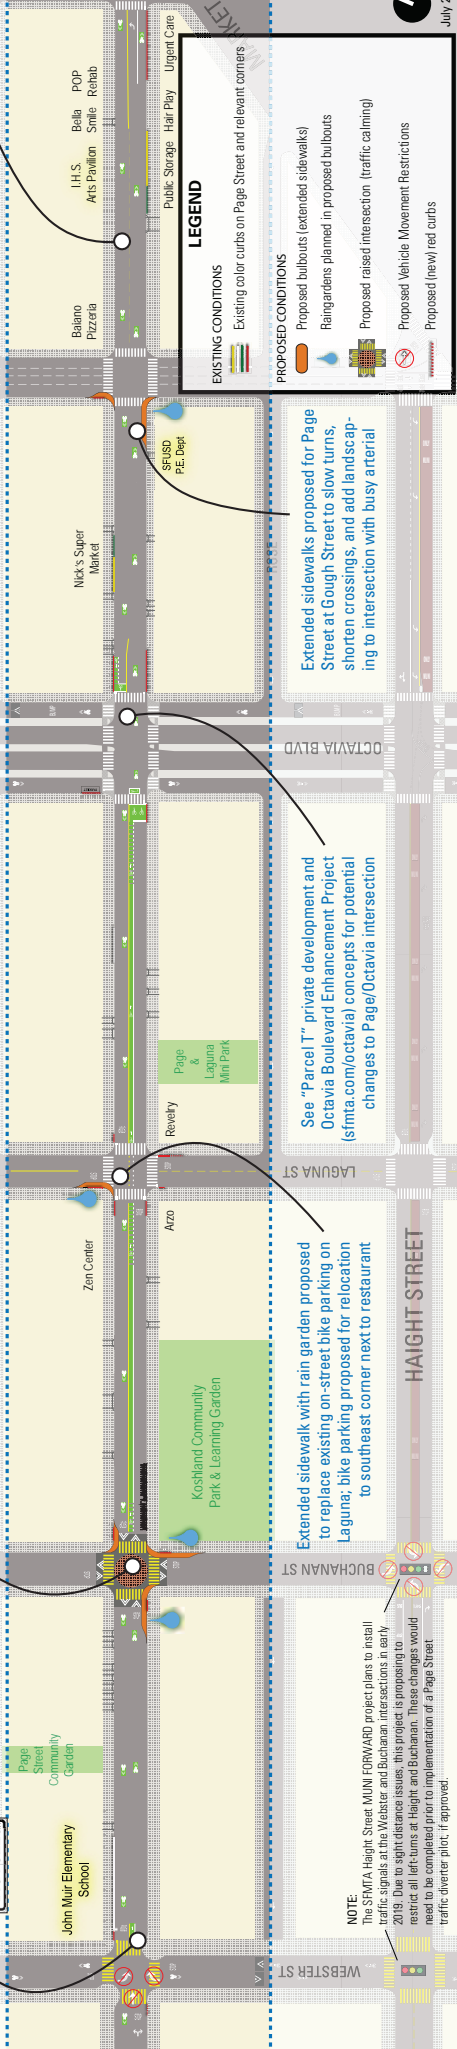 MARKET
July 2
Urgent Care
POP
Rehab
Bella
Smile
Hair Play
I.H.S.
Arts Pavilion
Public Storage
Baiano
Pizzeria
LEGEND
EXISTING CONDITIONS
Existing color curbs on Page Street and relevant corners
PROPOSED CONDITIONS
Proposed bulbouts (extended sidewalks)
Raingardens planned in proposed bulbouts
Proposed raised intersection (traffic calming)
Proposed Vehicle Movement Restrictions
Proposed (new) red curbs
SFUSD
P.E. Dept
Nick's Super
Market
ROSE
Extended sidewalks proposed for Page
Street at Gough Street to slow turns,
shorten crossings, and add landscap-
ing to intersection with busy arterial
OCTAVIA BLVD
See “Parcel T” private development and
Octavia Boulevard Enhancement Project
(sfmta.com/octavia) concepts for potential
changes to Page/Octavia intersection
Page
&
Laguna
Mini Park
Revelry
LAGUNA ST
Arzo
Zen Center
Extended sidewalk with rain garden proposed
to replace existing on-street bike parking on
Laguna; bike parking proposed for relocation
to southeast corner next to restaurant
HAIGHT STREET
Koshland Community
Park & Learning Garden
BUCHANAN ST
Page
Street
Community
Garden
John Muir Elementary
School
NOTE:
The SFMTA Haight Street MUNI FORWARD project plans to install
traffic signals at the Webster and Buchanan intersections in early
2019. Due to sight distance issues, this project is proposing to
restrict all left-turns at Haight and Buchanan. These changes would
need to be completed prior to implementation of a Page Street
traffic diverter pilot, if approved.
WEBSTER ST